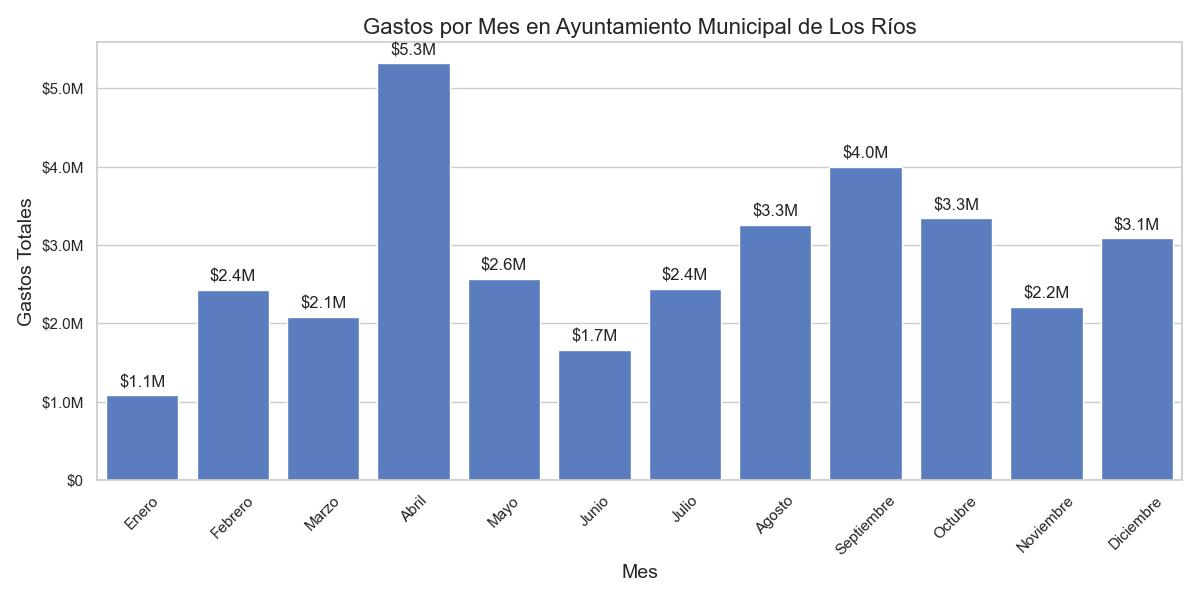 Gastos por Mes en Ayuntamiento Municipal de Los Ríos
Gastos Totales
$5.0M
$4.0M
$3.0M
$2.0M
$1.0M
$0
$1.1M
$2.4M
$2.1M
$5.3M
$2.6M
$1.7M
$2.4M
$3.3M
$4.0M
$3.3M
$2.2M
$3.1M
Enero
Febrero
Marzo
Abril
Mayo
Junio
Julio
Agosto
Septiembre
Octubre
Noviembre
Diciembre
Mes